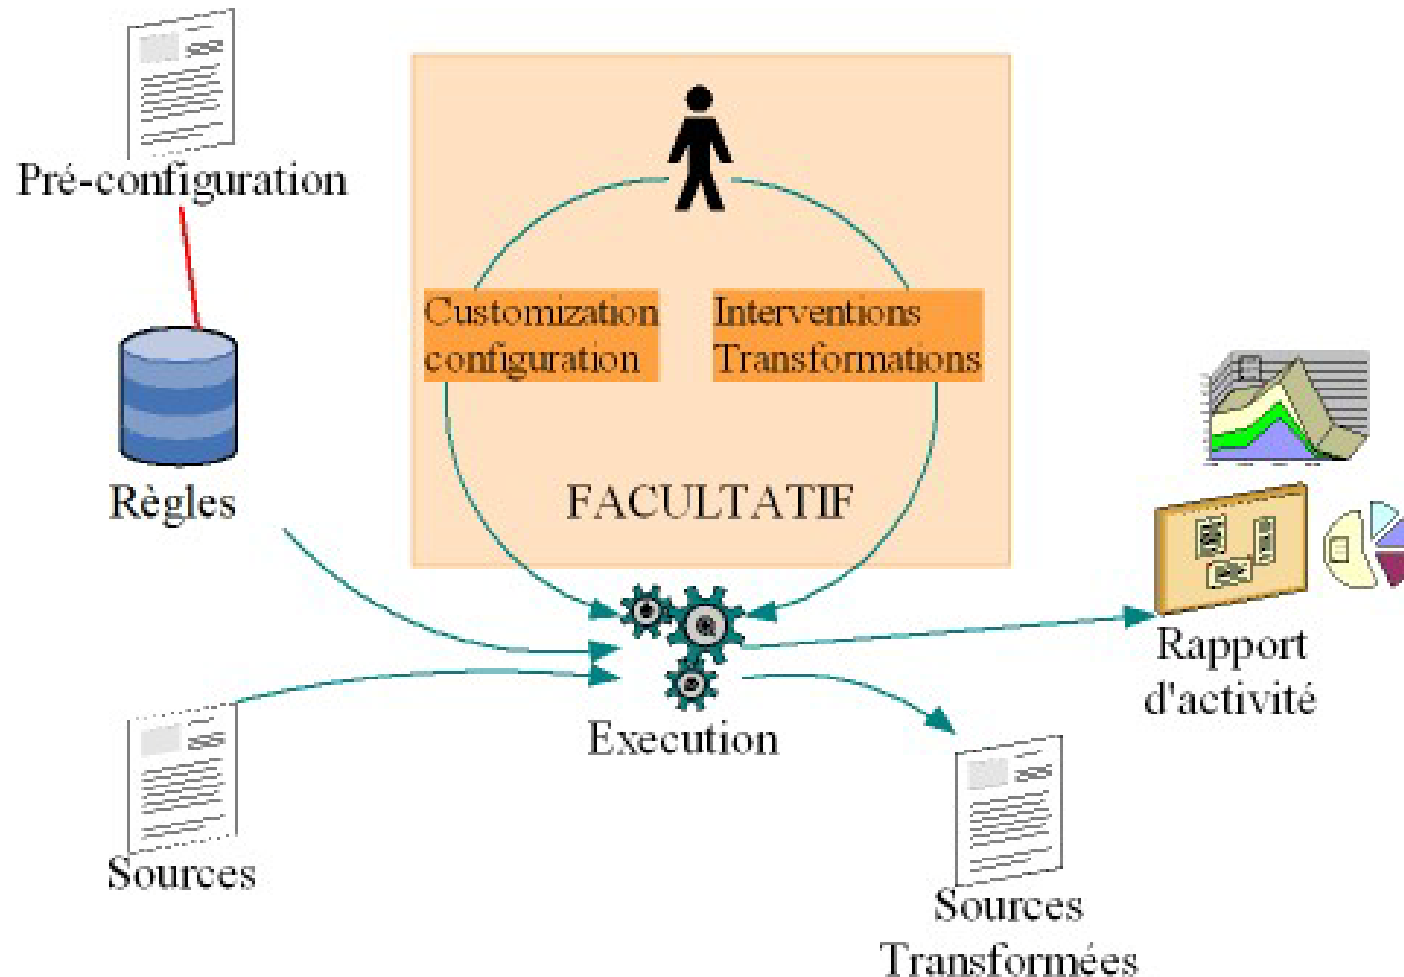 Pré-configuration
Customization
configuration
Interventions
Transformations
Règles
FACULTATIF
Rapport
d'activité
Execution
Sources
Sources
Transformées